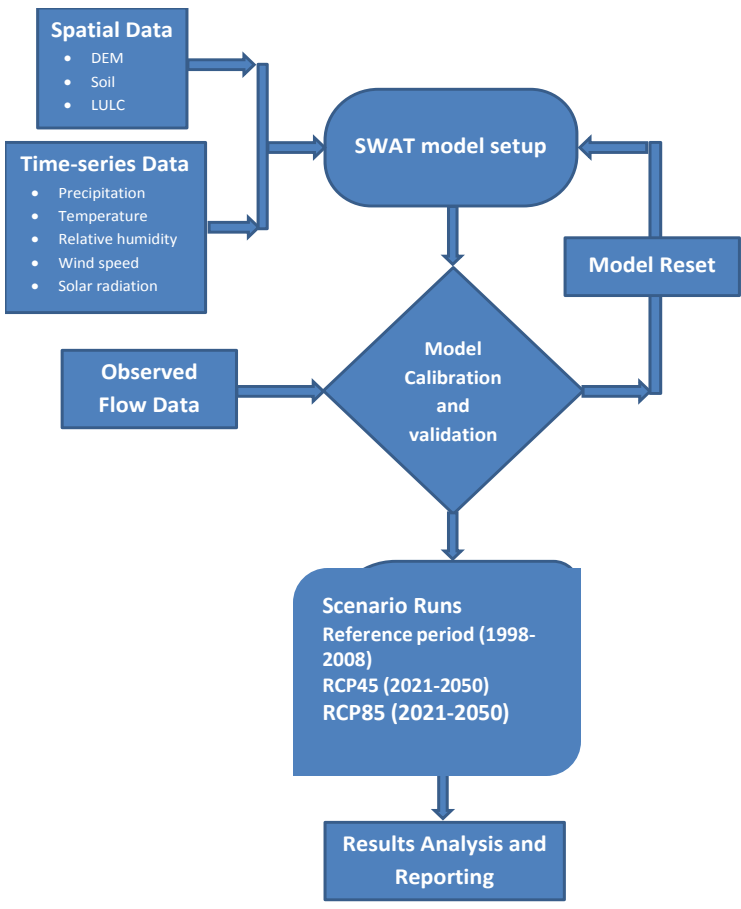 Spatial Data
• DEM
• Soil
• LULC
Time-series Data
• Precipitation
• Temperature
• Relative humidity
• Wind speed
• Solar radiation
SWAT model setup
Model Reset
Observed
Flow Data
Model
Calibration
and
validation
Scenario Runs
Reference period (1998-
2008)
RCP45 (2021-2050)
RCP85 (2021-2050)
Results Analysis and
Reporting